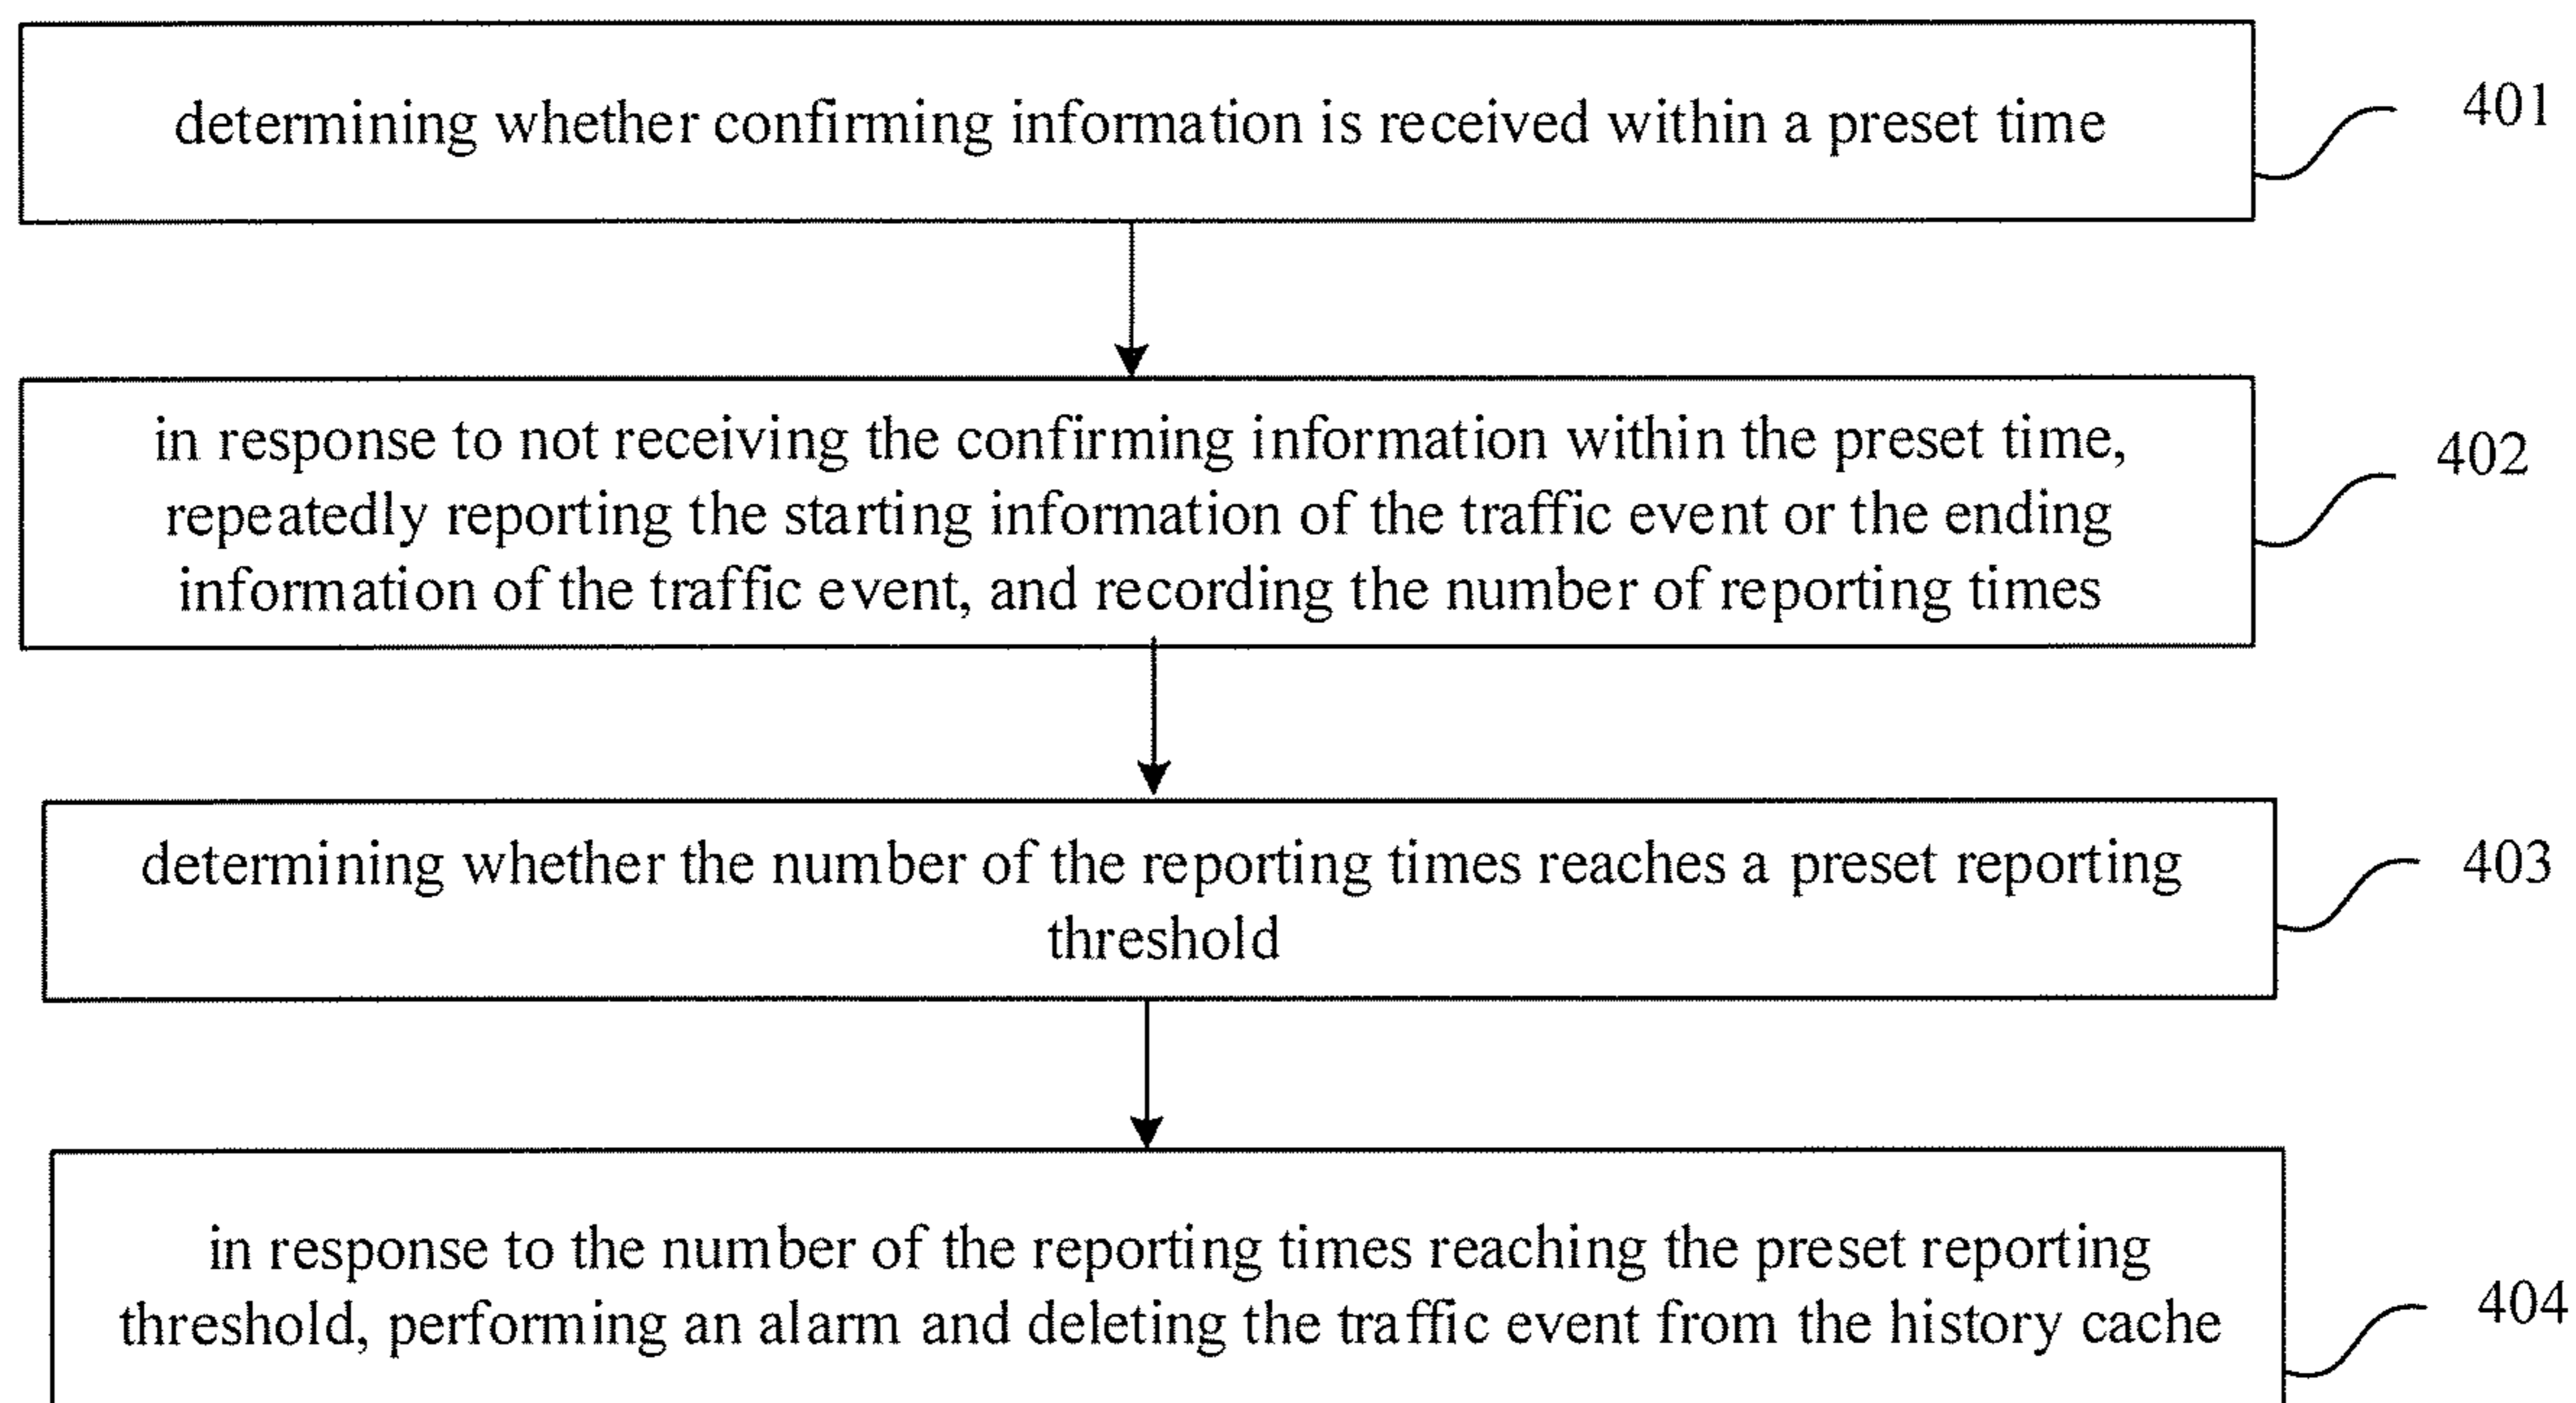 determining whether confirming information is received within a preset time
401
in response to not receiving the confirming information within the preset time,
repeatedly reporting the starting information of the traffic event or the ending
information of the traffic event, and recording the number of reporting times
402
determining whether the number of the reporting times reaches a preset reporting
threshold
403
in response to the number of the reporting times reaching the preset reporting
threshold, performing an alarm and deleting the traffic event from the history cache
404